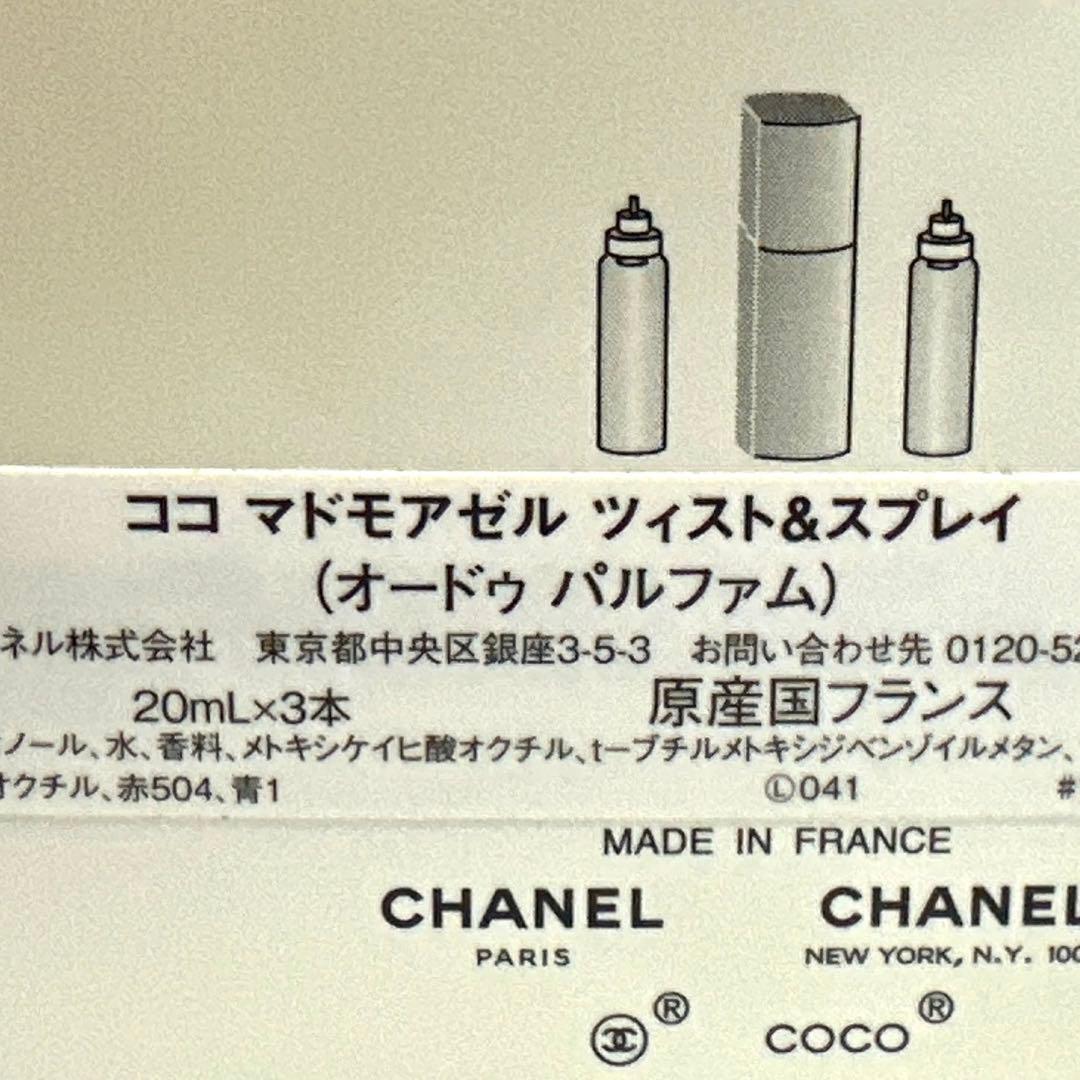 ココ マドモアゼル ツィスト&スプレイ
(オードゥ パルファム)
ネル株式会社 東京都中央区銀座3-5-3 お問い合わせ先 0120-52
20mL×3本 原産国フランス
ノール、水、香料、メトキシケイヒ酸オクチル、t-ブチルメトキシジベンゾイルメタン、
オクチル、赤504、青1 Ⓛ041 #
MADE IN FRANCE
CHANEL CHANEL
PARIS NEW YORK, N.Y. 100
® COCO®